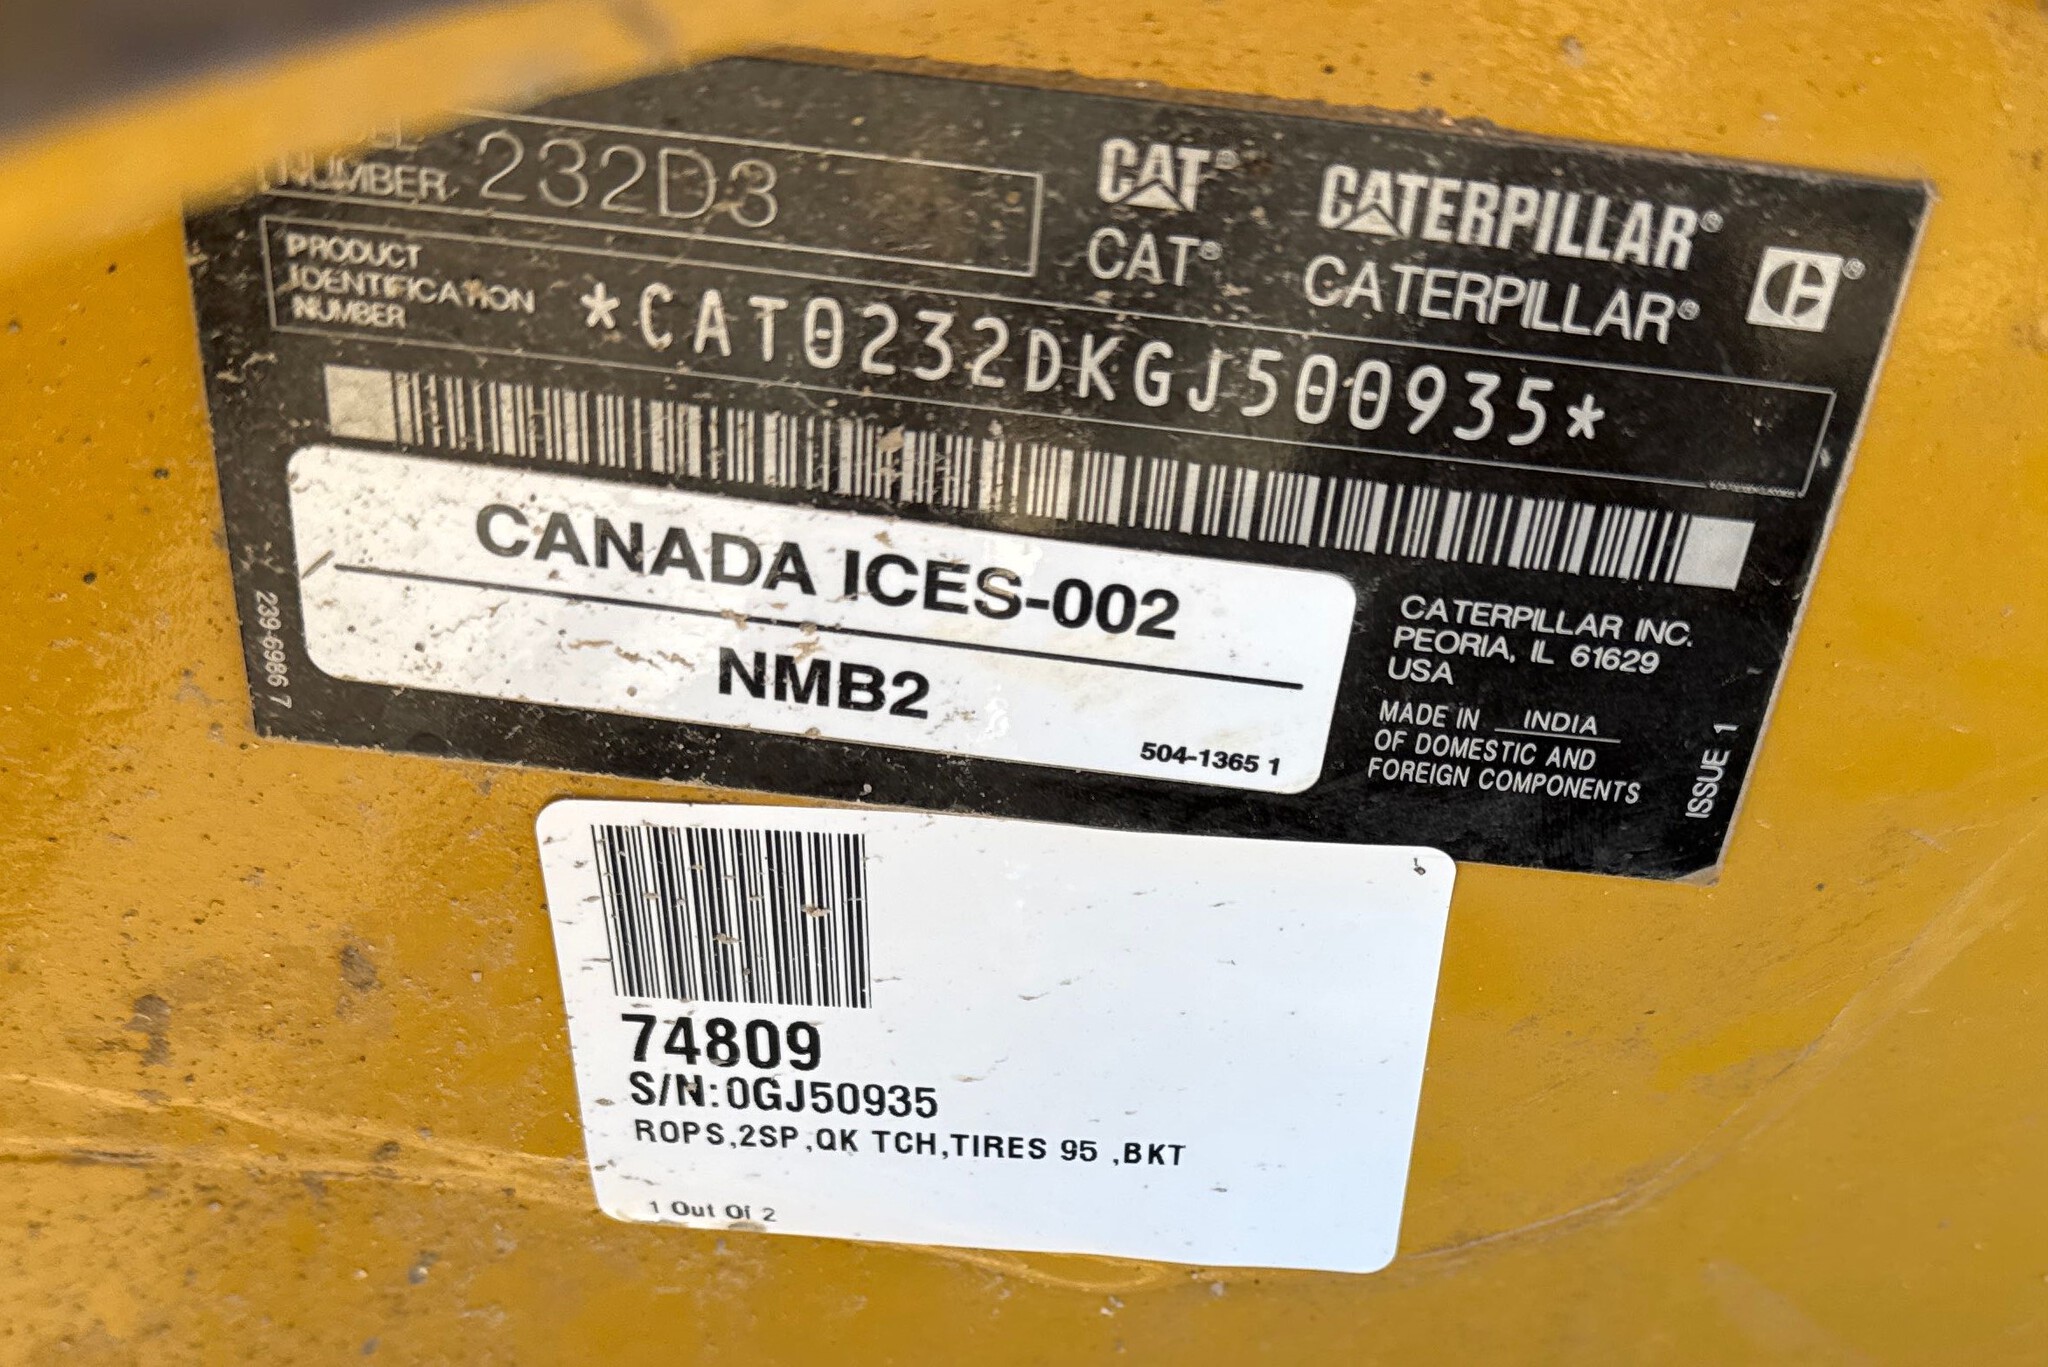 NUMBER 232D3
CAT® CATERPILLAR®
CAT® CATERPILLAR®
PRODUCT
IDENTIFICATION
NUMBER
*CAT0232DKGJ500935*
CANADA ICES-002
NMB2
504-1365 1
239-6986 7
CATERPILLAR INC.
PEORIA, IL 61629
USA
MADE IN INDIA
OF DOMESTIC AND
FOREIGN COMPONENTS
ISSUE 1
74809
S/N:0GJ50935
ROPS,2SP,QK TCH,TIRES 95 ,BKT
1 Out Of 2